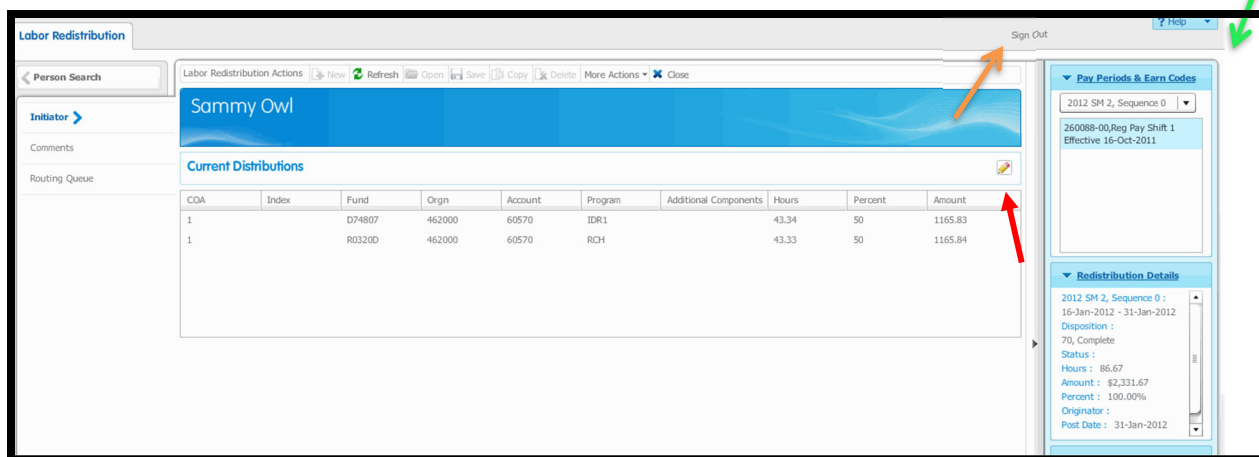 ? Help
Labor Redistribution
Sign Out
Person Search
Labor Redistribution Actions New Refresh Open Save Copy Delete More Actions Close
Pay Periods & Earn Codes
Sammy Owl
2012 SM 2, Sequence 0
Initiator
260088-00,Reg Pay Shift 1
Effective 16-Oct-2011
Comments
Current Distributions
Routing Queue
COA Index Fund Orgn Account Program Additional Components Hours Percent Amount
1 D74807 462000 60570 IDR1 43.34 50 1165.83
1 R0320D 462000 60570 RCH 43.33 50 1165.84
Redistribution Details
2012 SM 2, Sequence 0 :
16-Jan-2012 - 31-Jan-2012
Disposition :
70, Complete
Status :
Hours : 86.67
Amount : $2,331.67
Percent : 100.00%
Originator :
Post Date : 31-Jan-2012